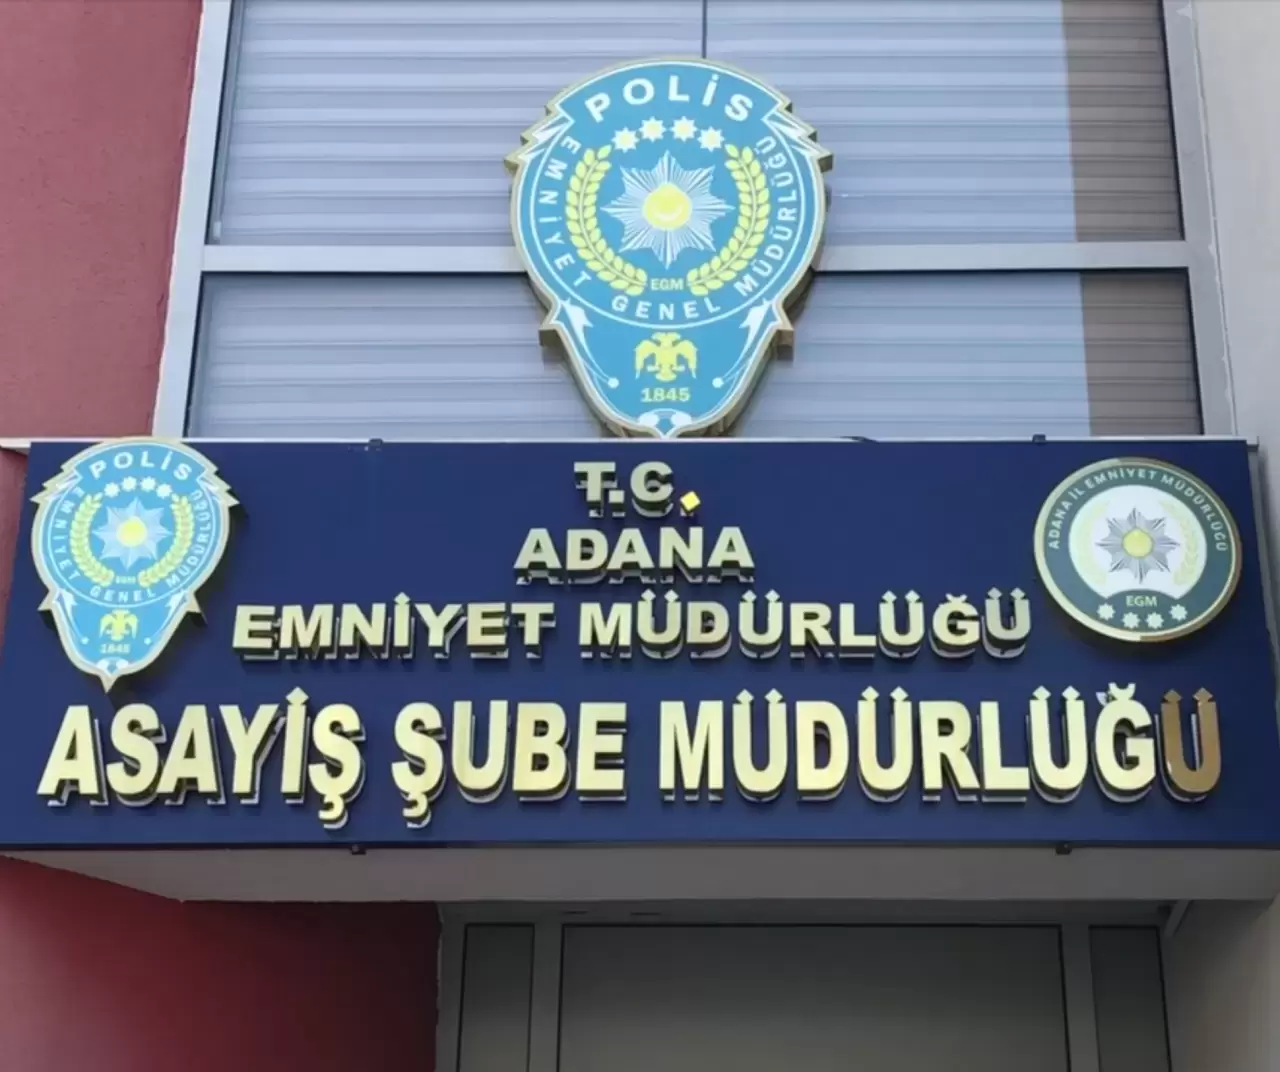 POLİS
EMNİYET GENEL MÜDÜRLÜĞÜ
EGM
1845
POLİS
EMNİYET GENEL MÜDÜRLÜĞÜ
EGM
1845
T.C.
ADANA
EMNİYET MÜDÜRLÜĞÜ
ASAYİŞ ŞUBE MÜDÜRLÜĞÜ
ADANA İL EMNİYET MÜDÜRLÜĞÜ
EGM